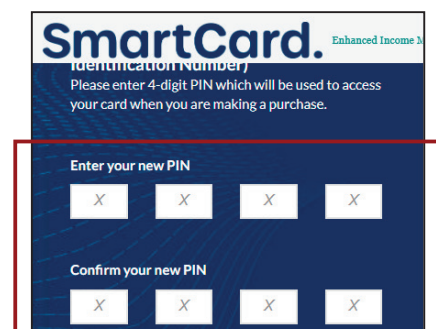 SmartCard.
Enhanced Income
Identification Number)
Please enter 4-digit PIN which will be used to access
your card when you are making a purchase.
Enter your new PIN
X X X X
Confirm your new PIN
X X X X